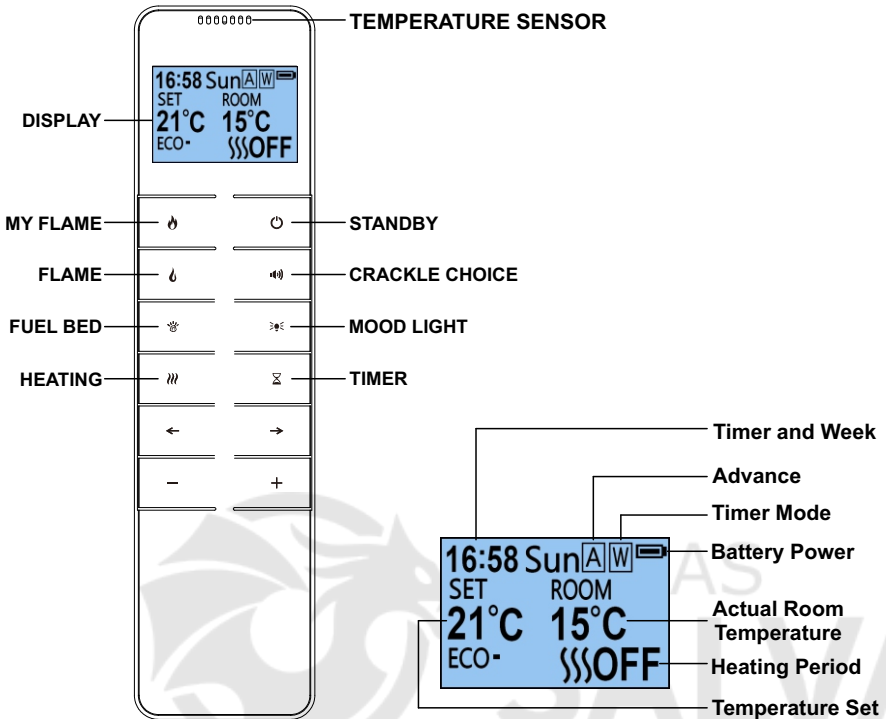 TEMPERATURE SENSOR
16:58 Sun A W
SET ROOM
21°C 15°C
ECO- OFF
DISPLAY
MY FLAME
STANDBY
FLAME
CRACKLE CHOICE
FUEL BED
MOOD LIGHT
HEATING
TIMER
Timer and Week
Advance
Timer Mode
Battery Power
Actual Room
Temperature
Heating Period
Temperature Set
16:58 Sun A W
SET ROOM
21°C 15°C
ECO- OFF
AS